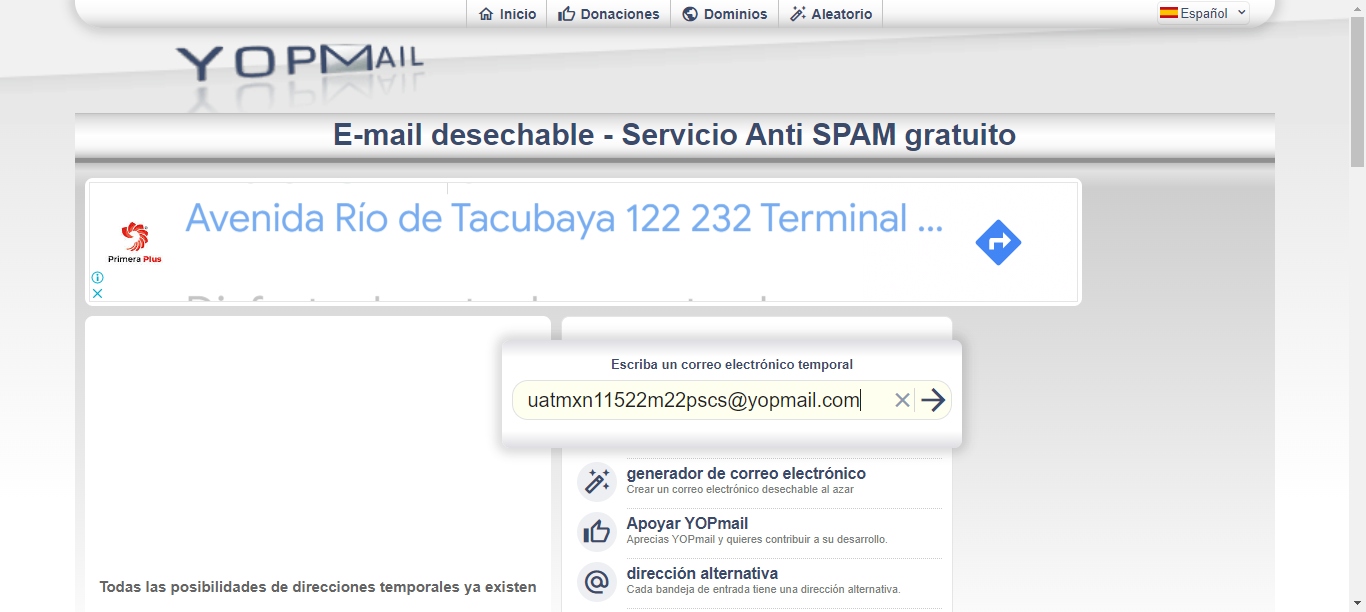 Inicio
Donaciones
Dominios
Aleatorio
Español
YOPMAIL
E-mail desechable - Servicio Anti SPAM gratuito
Avenida Río de Tacubaya 122 232 Terminal ...
Primera Plus
Escriba un correo electrónico temporal
uatmxn11522m22pscs@yopmail.com
generador de correo electrónico
Crear un correo electrónico desechable al azar
Apoyar YOPmail
Aprecias YOPmail y quieres contribuir a su desarrollo.
Todas las posibilidades de direcciones temporales ya existen
dirección alternativa
Cada bandeja de entrada tiene una dirección alternativa.